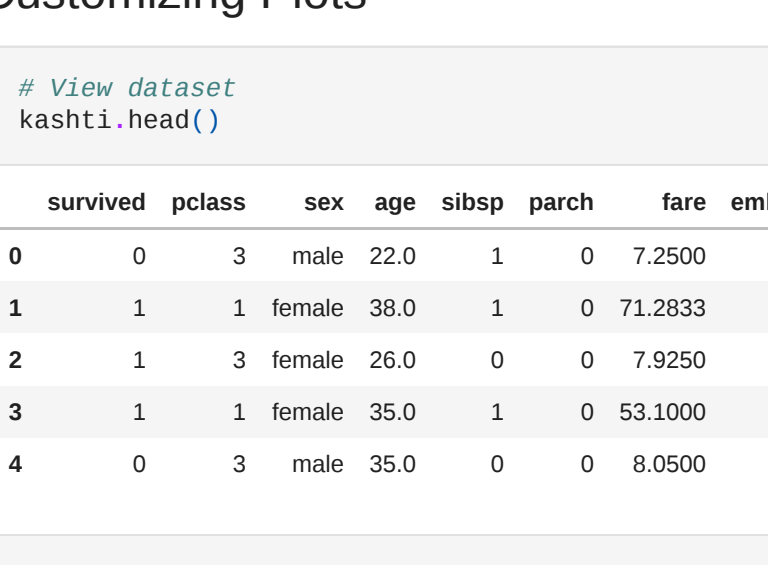 Customizing Plots
# View dataset
kashti.head()
survived pclass sex age sibsp parch fare
0 0 3 male 22.0 1 0 7.2500
1 1 1 female 38.0 1 0 71.2833
2 1 3 female 26.0 0 0 7.9250
3 1 1 female 35.0 1 0 53.1000
4 0 3 male 35.0 0 0 8.0500